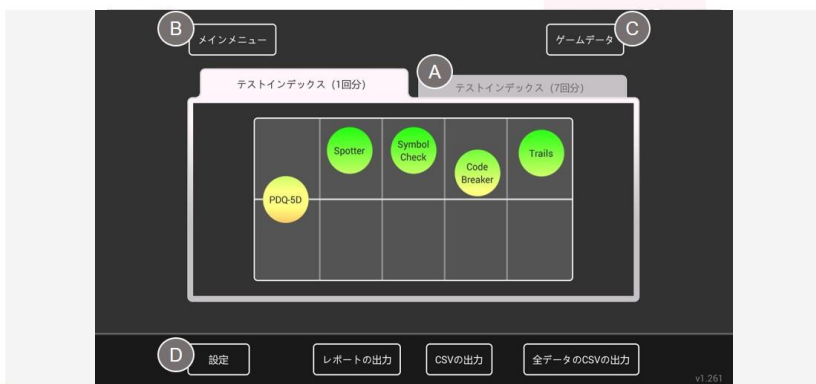 B
メインメニュー
ゲームデータ
C
テストインデックス (1回分)
A
テストインデックス (7回分)
Spotter
Symbol
Check
Code
Breaker
Trails
PDQ-5D
D
設定
レポートの出力
CSVの出力
全データのCSVの出力
v1.261